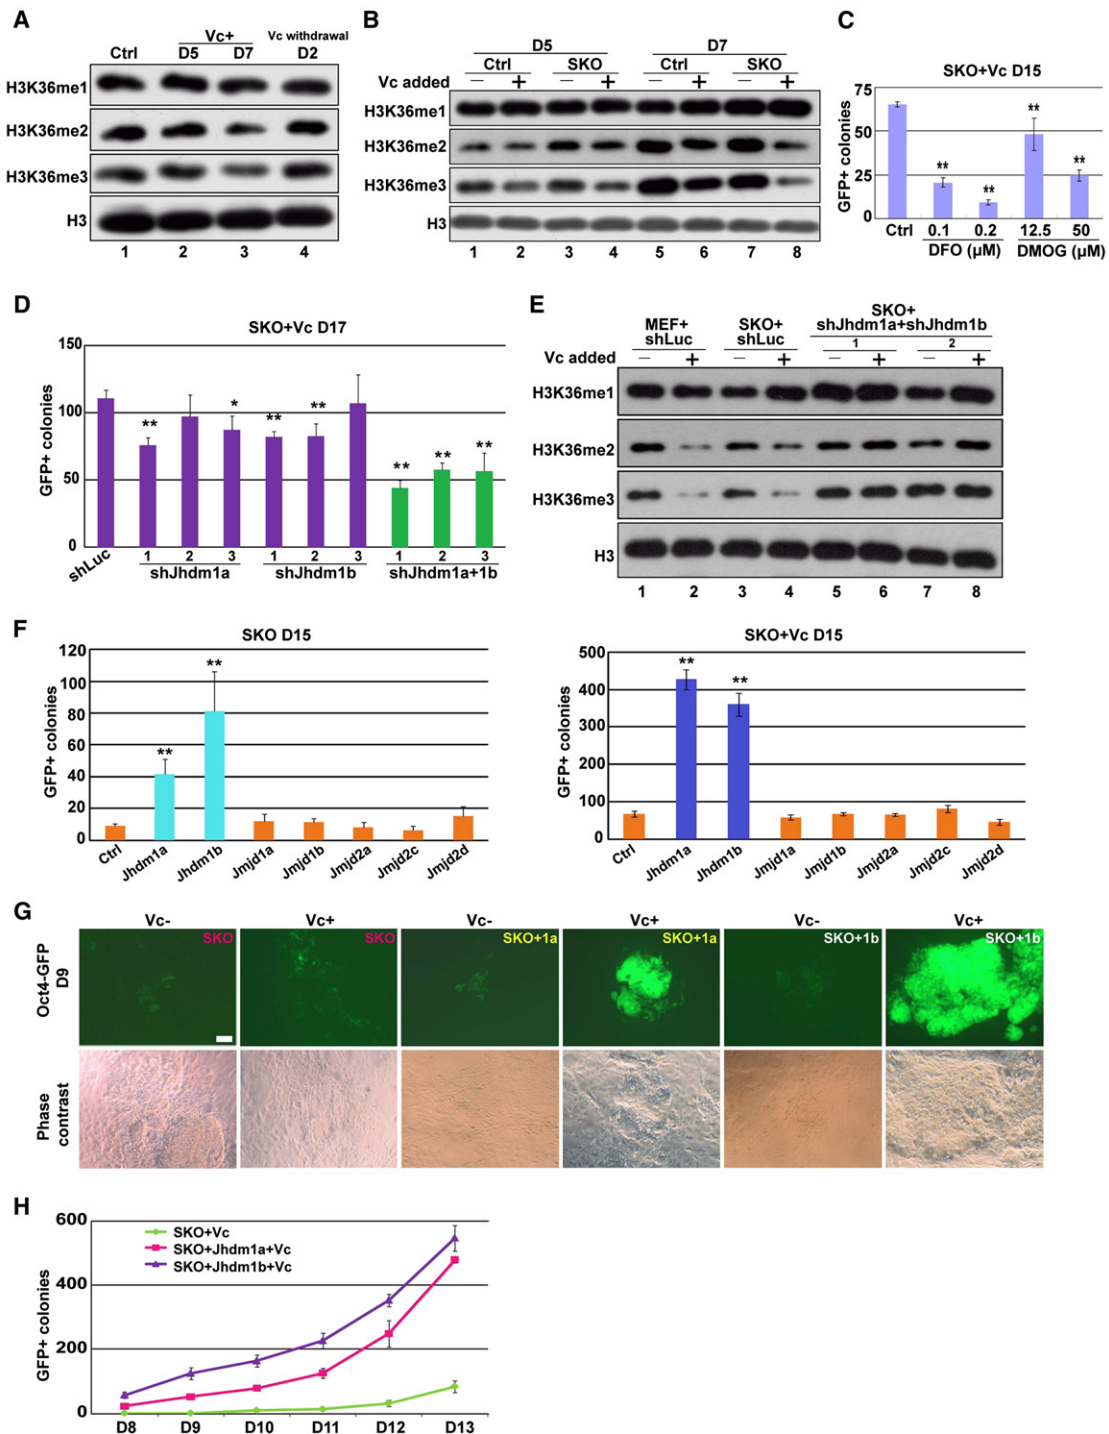 A
Vc+
Vc withdrawal
Ctrl
D5
D7
D2
H3K36me1
H3K36me2
H3K36me3
H3
1 2 3 4
B
D5
D7
Ctrl
SKO
Ctrl
SKO
Vc added
— + — + — + — +
H3K36me1
H3K36me2
H3K36me3
H3
1 2 3 4 5 6 7 8
C
SKO+Vc D15
GFP+ colonies
75
50
25
0
**
**
**
**
Ctrl
0.1
0.2
12.5
50
DFO (µM)
DMOG (µM)
D
SKO+Vc D17
GFP+ colonies
150
100
50
0
**
*
**
**
**
**
**
shLuc
1 2 3
1 2 3
1 2 3
shJhdm1a
shJhdm1b
shJhdm1a+1b
E
MEF+
shLuc
SKO+
shLuc
SKO+
shJhdm1a+shJhdm1b
1
2
Vc added
— + — + — + — +
H3K36me1
H3K36me2
H3K36me3
H3
1 2 3 4 5 6 7 8
F
SKO D15
GFP+ colonies
120
100
80
60
40
20
0
**
**
Ctrl
Jhdm1a
Jhdm1b
Jmjd1a
Jmjd1b
Jmjd2a
Jmjd2c
Jmjd2d
SKO+Vc D15
GFP+ colonies
500
400
300
200
100
0
**
**
Ctrl
Jhdm1a
Jhdm1b
Jmjd1a
Jmjd1b
Jmjd2a
Jmjd2c
Jmjd2d
G
Vc-
Vc+
Vc-
Vc+
Vc-
Vc+
Oct4-GFP
D9
SKO
SKO
SKO+1a
SKO+1a
SKO+1b
SKO+1b
Phase
contrast
H
GFP+ colonies
600
400
200
0
SKO+Vc
SKO+Jhdm1a+Vc
SKO+Jhdm1b+Vc
D8
D9
D10
D11
D12
D13